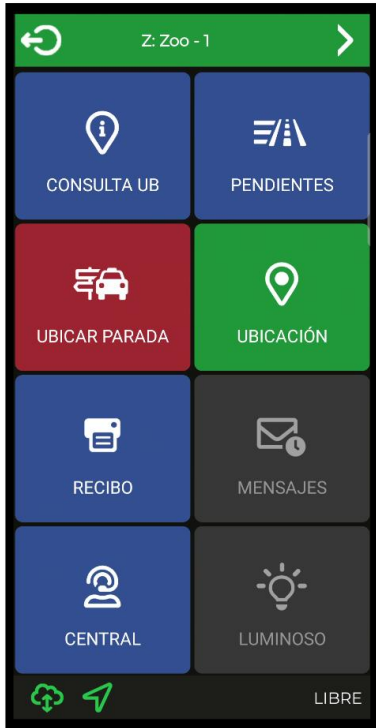 Z: Zoo - 1
CONSULTA UB
PENDIENTES
UBICAR PARADA
UBICACIÓN
RECIBO
MENSAJES
CENTRAL
LUMINOSO
LIBRE